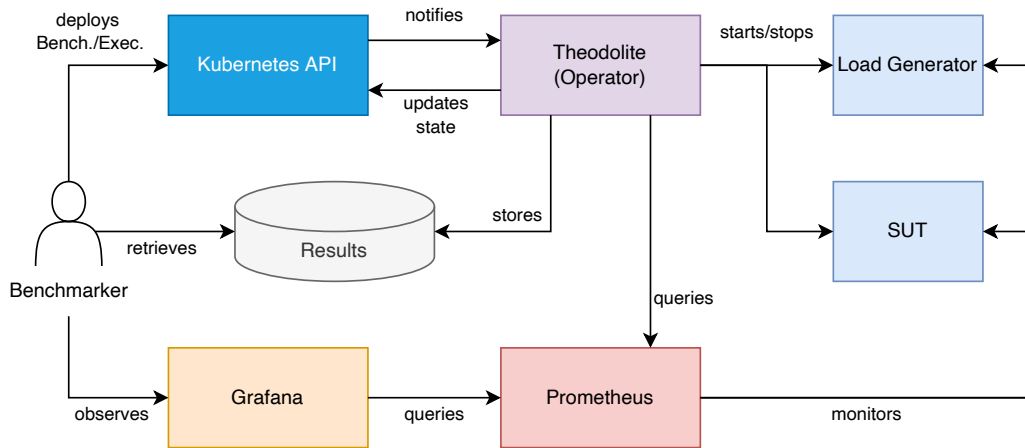 deploys
Bench./Exec.
notifies
Kubernetes API
Theodolite
(Operator)
starts/stops
Load Generator
updates
state
retrieves
Results
stores
SUT
Benchmarker
queries
observes
Grafana
queries
Prometheus
monitors